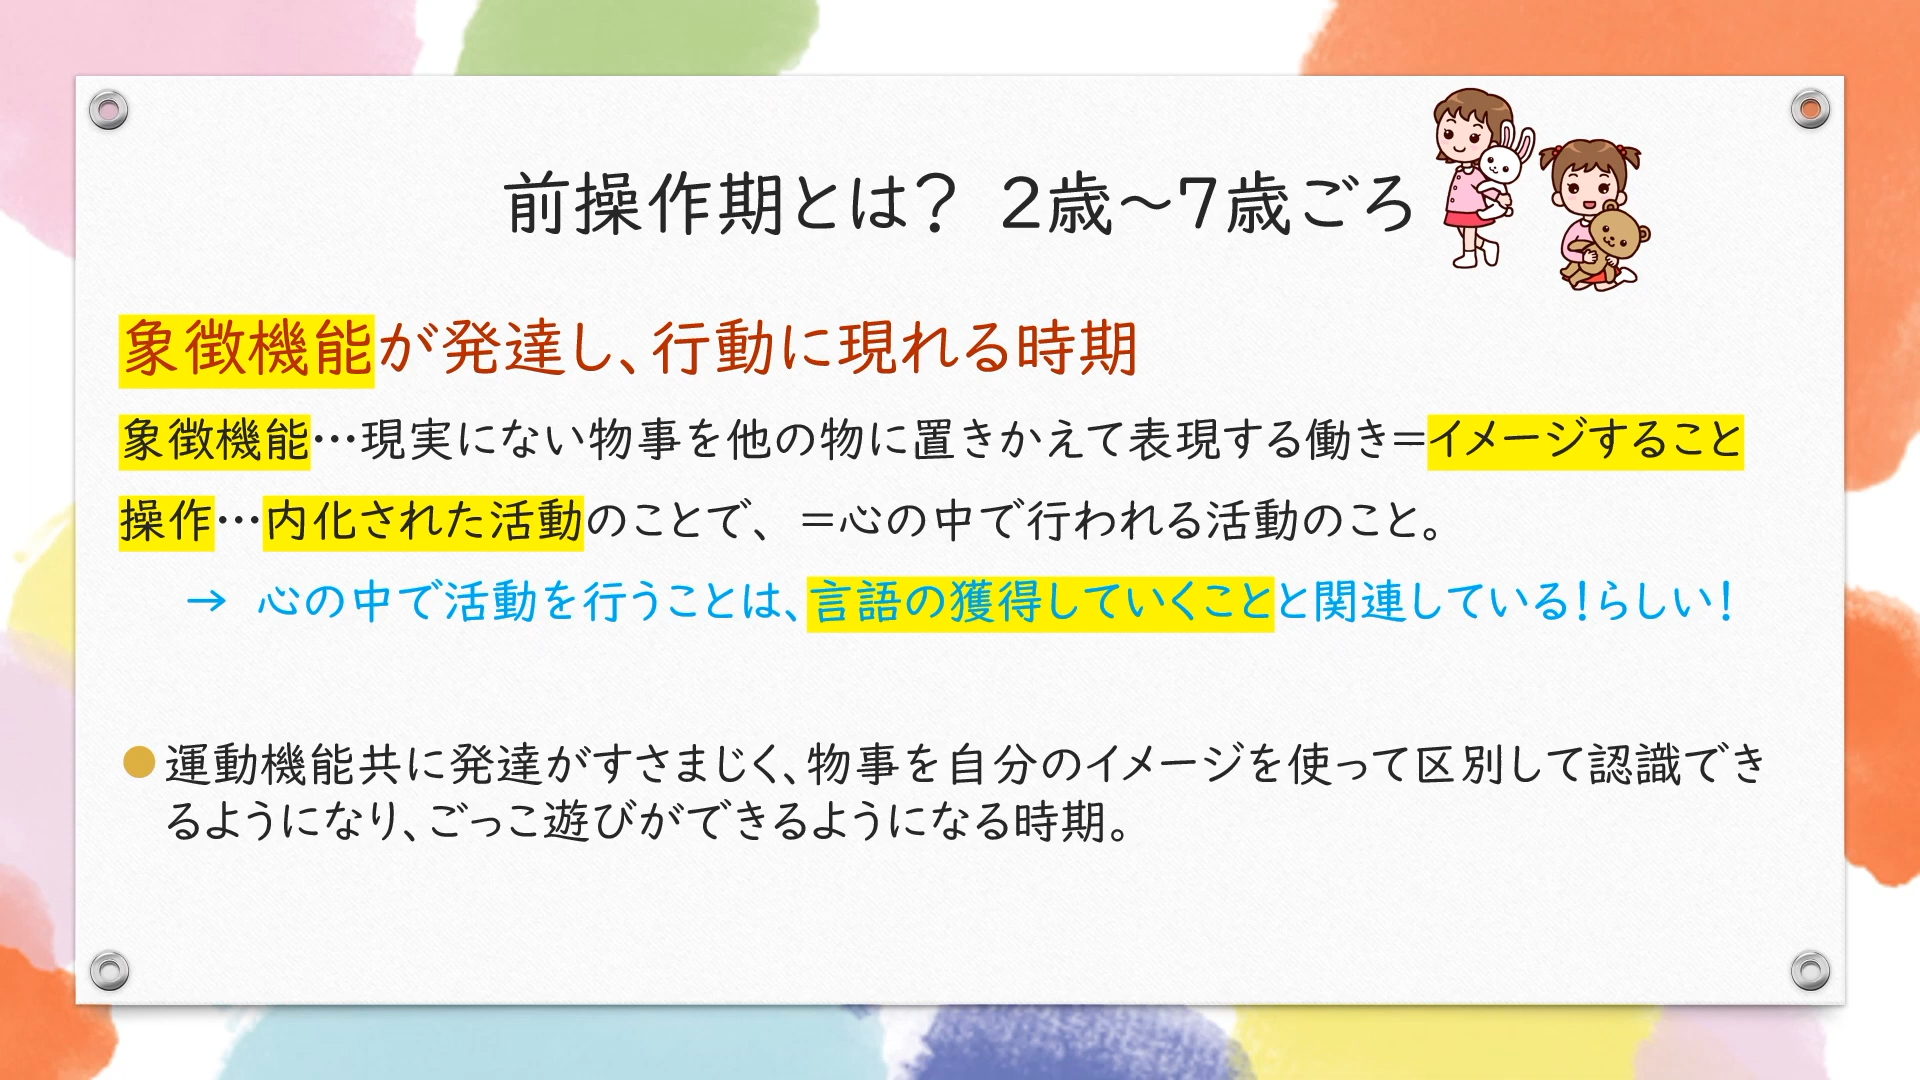 前操作期とは? 2歳～7歳ごろ
象徴機能が発達し、行動に現れる時期
象徴機能…現実にない物事を他の物に置きかえて表現する働き=イメージすること
操作…内化された活動のことで、=心の中で行われる活動のこと。
→ 心の中で活動を行うことは、言語の獲得していくことと関連している!らしい!
●運動機能共に発達がすさまじく、物事を自分のイメージを使って区別して認識でき
るようになり、ごっこ遊びができるようになる時期。